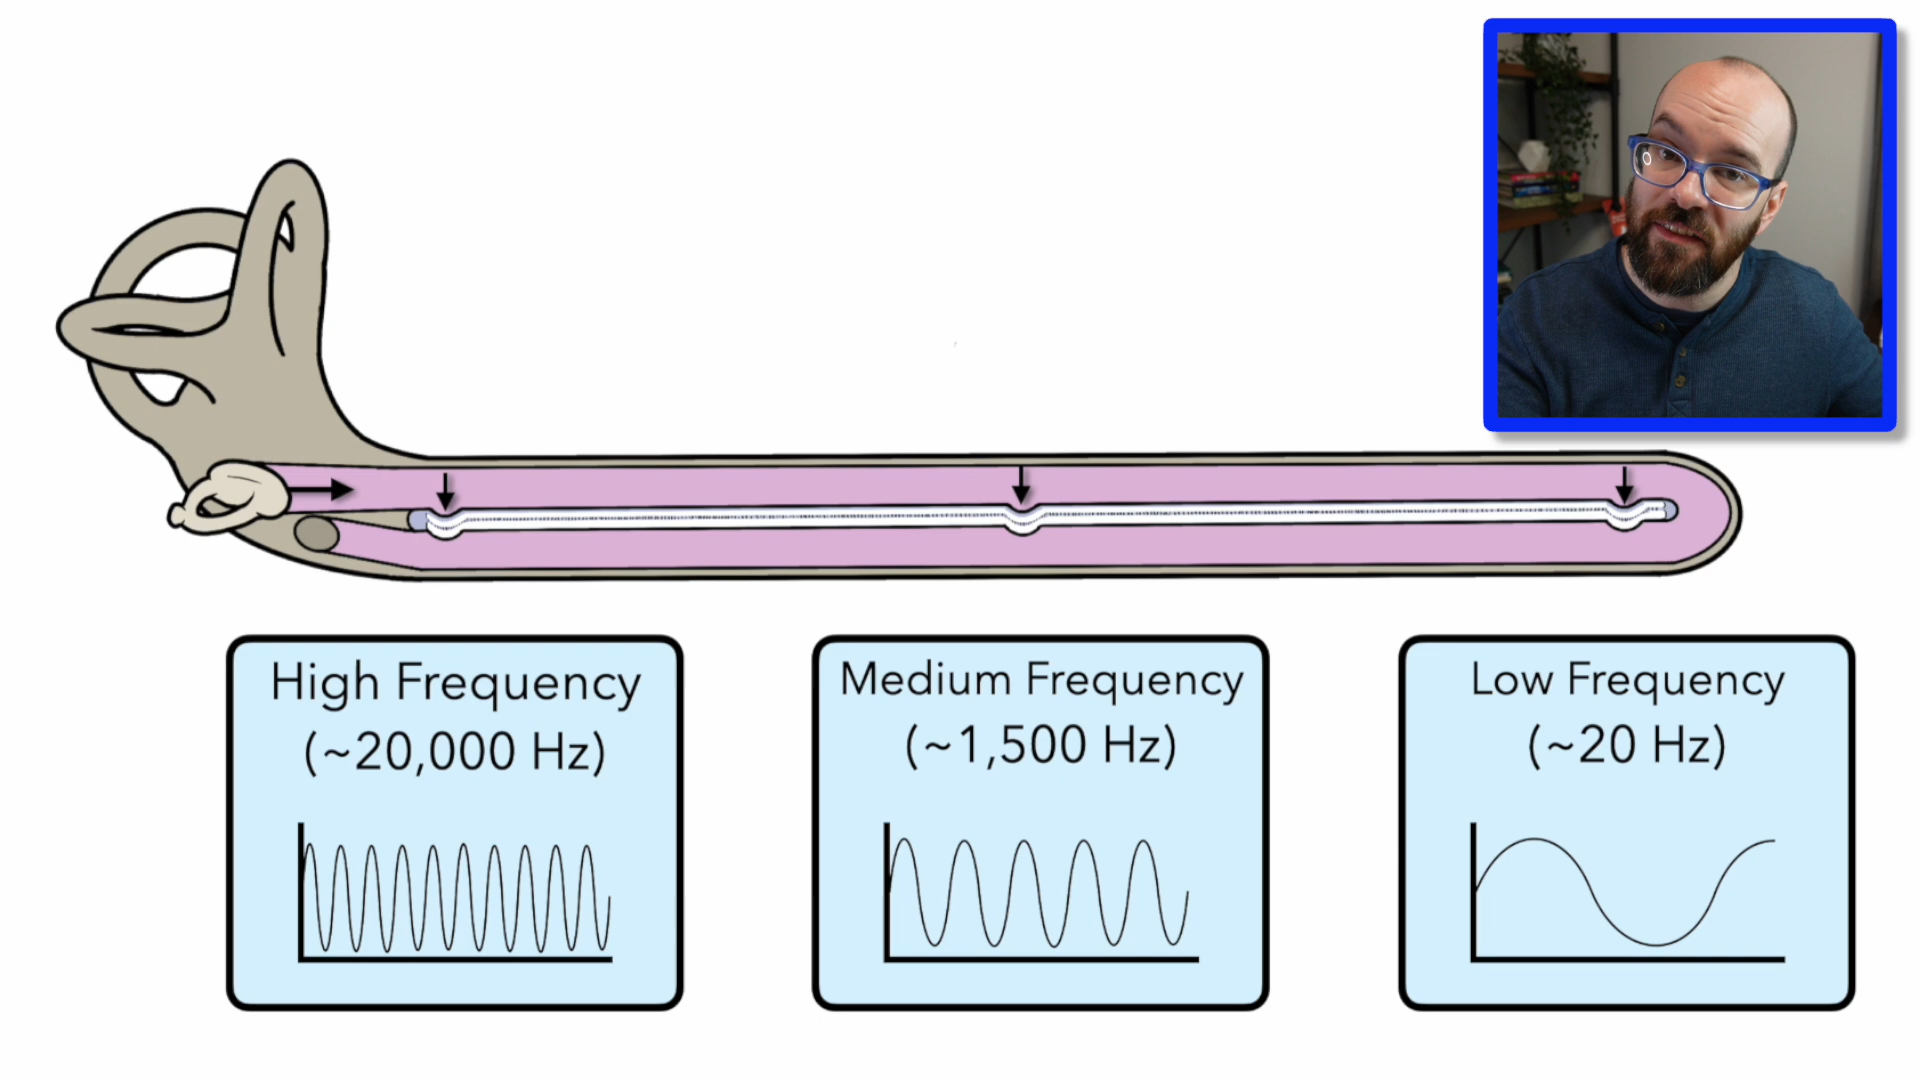 High Frequency
(~20,000 Hz)
Medium Frequency
(~1,500 Hz)
Low Frequency
(~20 Hz)